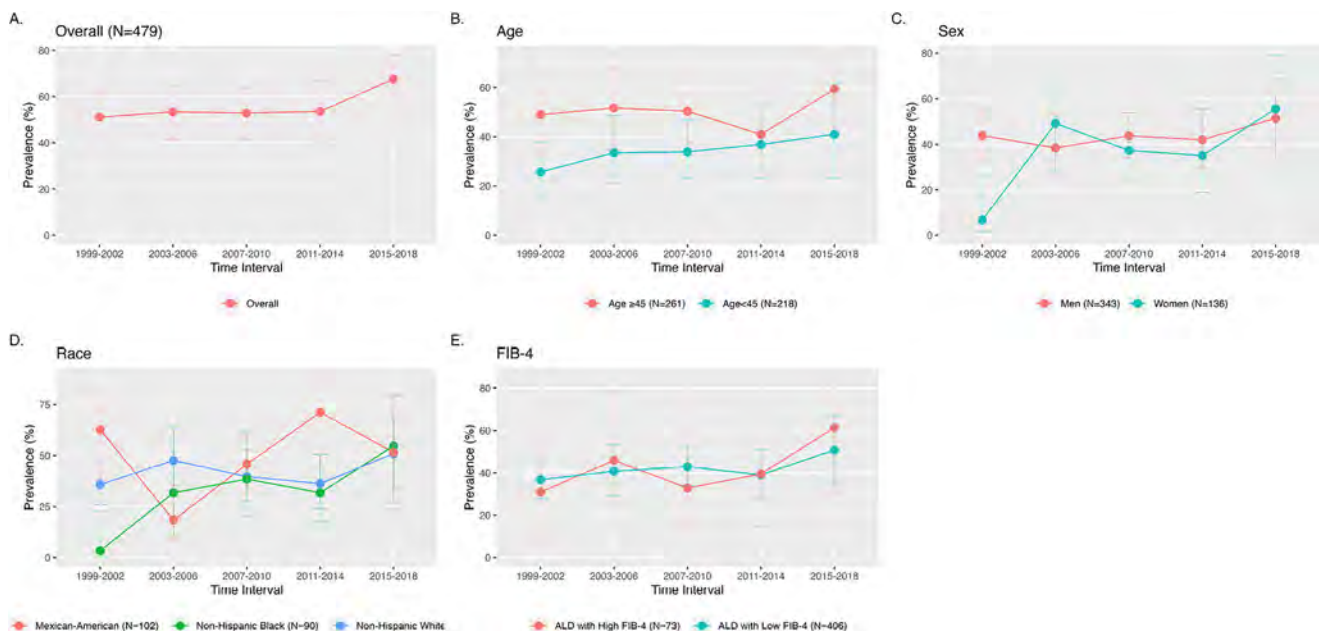 A.
Overall (N=479)
80
60
40
20
0
Prevalence (%)
1999-2002 2003-2006 2007-2010 2011-2014 2015-2018
Time Interval
Overall
B.
Age
60
40
20
0
Prevalence (%)
1999-2002 2003-2006 2007-2010 2011-2014 2015-2018
Time Interval
Age ≥45 (N=261) Age<45 (N=218)
C.
Sex
80
60
40
20
0
Prevalence (%)
1999-2002 2003-2006 2007-2010 2011-2014 2015-2018
Time Interval
Men (N=343) Women (N=136)
D.
Race
75
50
25
0
Prevalence (%)
1999-2002 2003-2006 2007-2010 2011-2014 2015-2018
Time Interval
Mexican-American (N=102) Non-Hispanic Black (N=90) Non-Hispanic White
E.
FIB-4
80
60
40
20
0
Prevalence (%)
1999-2002 2003-2006 2007-2010 2011-2014 2015-2018
Time Interval
ALD with High FIB-4 (N=73) ALD with Low FIB-4 (N=406)